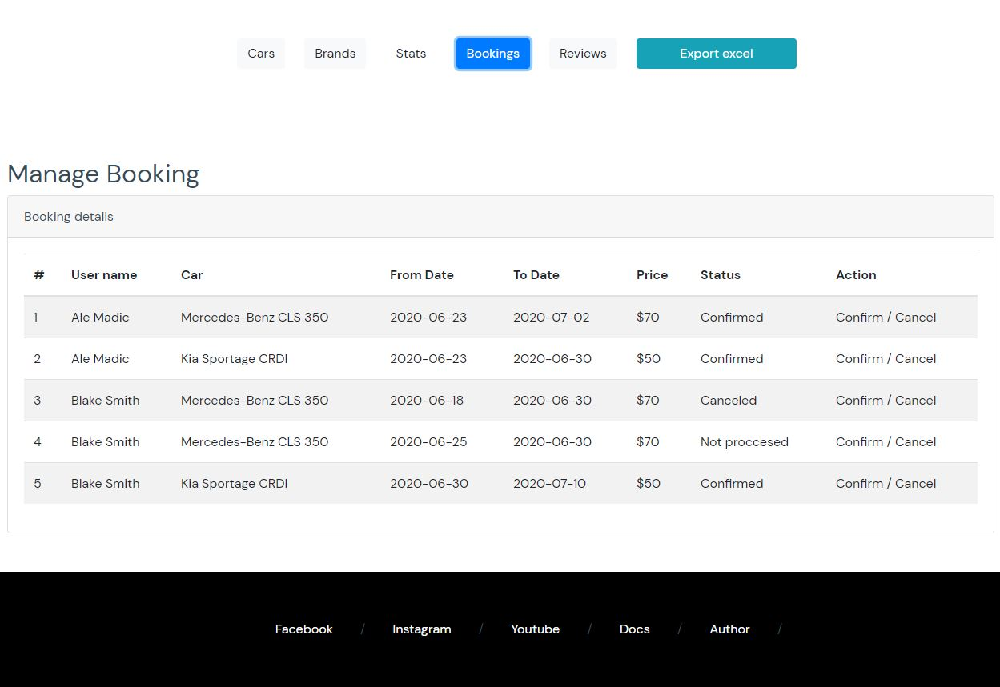 Cars Brands Stats Bookings Reviews Export excel
Manage Booking
Booking details
# User name Car From Date To Date Price Status Action
1 Ale Madic Mercedes-Benz CLS 350 2020-06-23 2020-07-02 $70 Confirmed Confirm / Cancel
2 Ale Madic Kia Sportage CRDI 2020-06-23 2020-06-30 $50 Confirmed Confirm / Cancel
3 Blake Smith Mercedes-Benz CLS 350 2020-06-18 2020-06-30 $70 Canceled Confirm / Cancel
4 Blake Smith Mercedes-Benz CLS 350 2020-06-25 2020-06-30 $70 Not proccesed Confirm / Cancel
5 Blake Smith Kia Sportage CRDI 2020-06-30 2020-07-10 $50 Confirmed Confirm / Cancel
Facebook / Instagram / Youtube / Docs / Author /